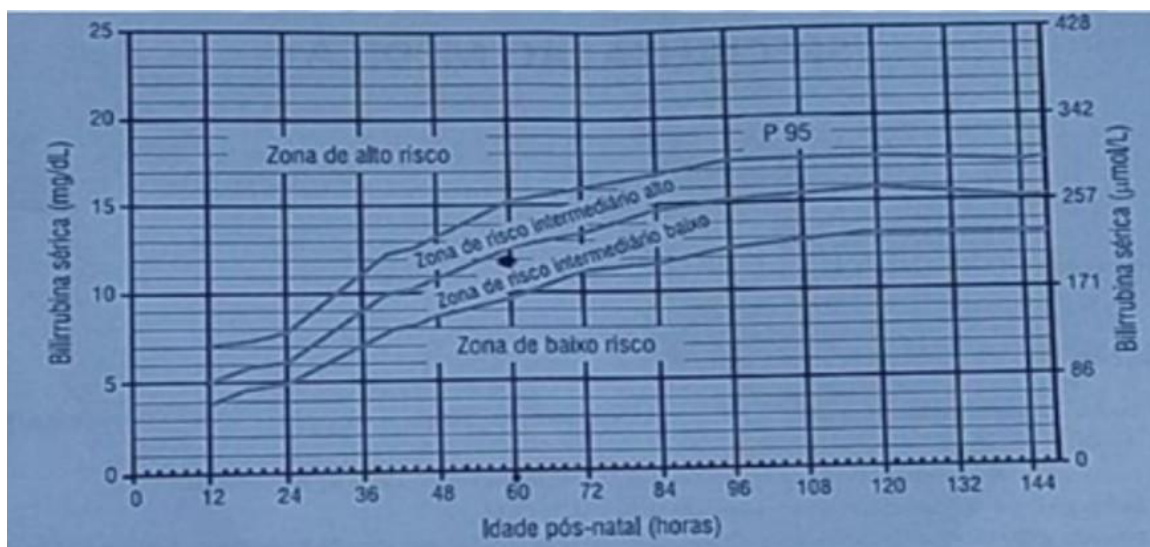 25
20
15
10
5
0
Bilirrubina sérica (mg/dL)
Zona de alto risco
P 95
Zona de risco intermediário alto
Zona de risco intermediário baixo
Zona de baixo risco
428
342
257
171
86
0
Bilirrubina sérica (µmol/L)
0 12 24 36 48 60 72 84 96 108 120 132 144
Idade pós-natal (horas)